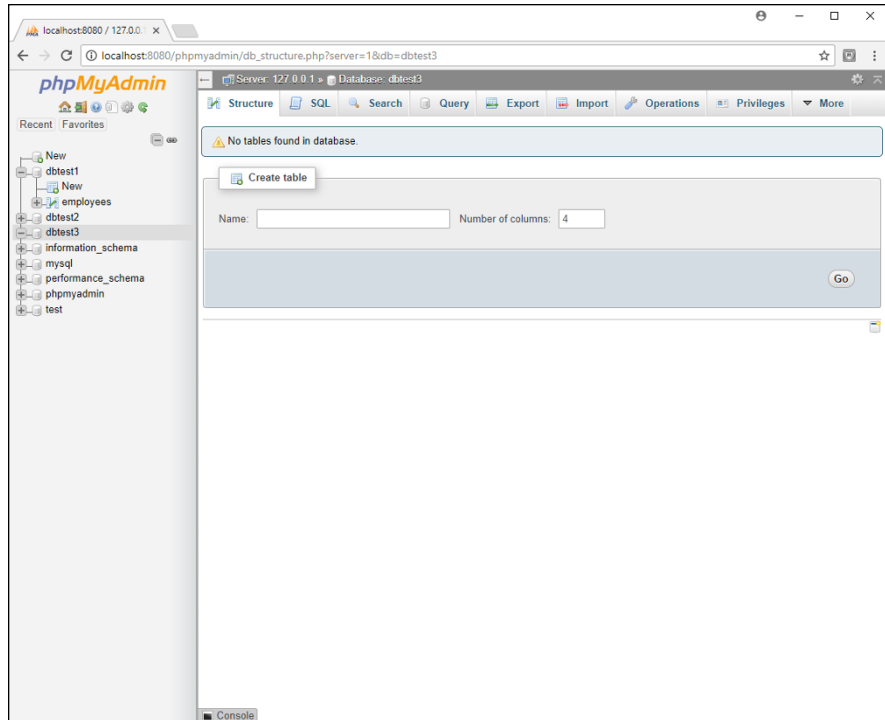 localhost:8080 / 127.0.0.1
localhost:8080/phpmyadmin/db_structure.php?server=1&db=dbtest3
phpMyAdmin
Recent Favorites
New
dbtest1
New
employees
dbtest2
dbtest3
information_schema
mysql
performance_schema
phpmyadmin
test
Server: 127.0.0.1 » Database: dbtest3
Structure SQL Search Query Export Import Operations Privileges More
No tables found in database.
Create table
Name: Number of columns: 4
Go
Console